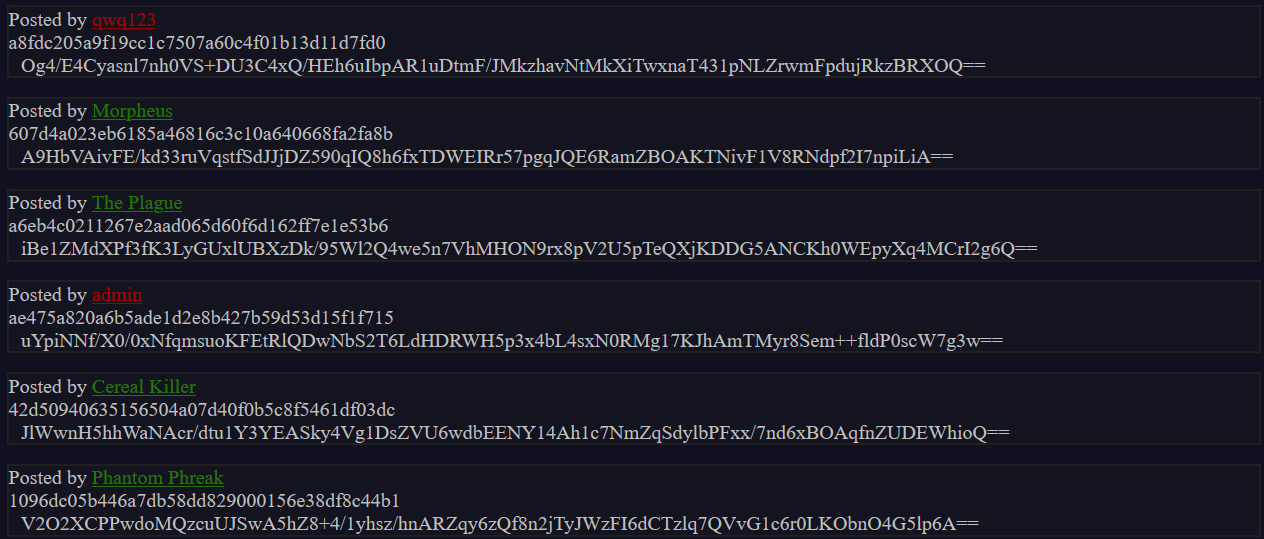 Posted by qwq123
a8fdc205a9f19cc1c7507a60c4f01b13d11d7fd0
Og4/E4Cyasnl7nh0VS+DU3C4xQ/HEh6uIbpAR1uDtmF/JMkzhavNtMkXiTwxnaT431pNLZrwmFpdujRkzBRXOQ==
Posted by Morpheus
607d4a023eb6185a46816c3c10a640668fa2fa8b
A9HbVAivFE/kd33ruVqstfSdJJjDZ590qIQ8h6fxTDWEIRr57pgqJQE6RamZBOAKTNivF1V8RNdpf2I7npiLiA==
Posted by The Plague
a6eb4c0211267e2aad065d60f6d162ff7e1e53b6
iBe1ZMdXPf3fK3LyGUxlUBXzDk/95Wl2Q4we5n7VhMHON9rx8pV2U5pTeQXjKDDG5ANCKh0WEpyXq4MCrI2g6Q==
Posted by admin
ae475a820a6b5ade1d2e8b427b59d53d15f1f715
uYpiNNf/X0/0xNfqmsuoKFEtRlQDwNbS2T6LdHDRWH5p3x4bL4sxN0RMg17KJhAmTMyr8Sem++fldP0scW7g3w==
Posted by Cereal Killer
42d50940635156504a07d40f0b5c8f5461df03dc
JlWwnH5hhWaNAcr/dtu1Y3YEASky4Vg1DsZVU6wdbEENY14Ah1c7NmZqSdylbPFxx/7nd6xBOAqfnZUDEWhioQ==
Posted by Phantom Phreak
1096dc05b446a7db58dd829000156e38df8c44b1
V2O2XCPPwdoMQzcuUJSwA5hZ8+4/1yhsz/hnARZqy6zQf8n2jTyJWzFI6dCTzlq7QVvG1c6r0LKObnO4G5lp6A==